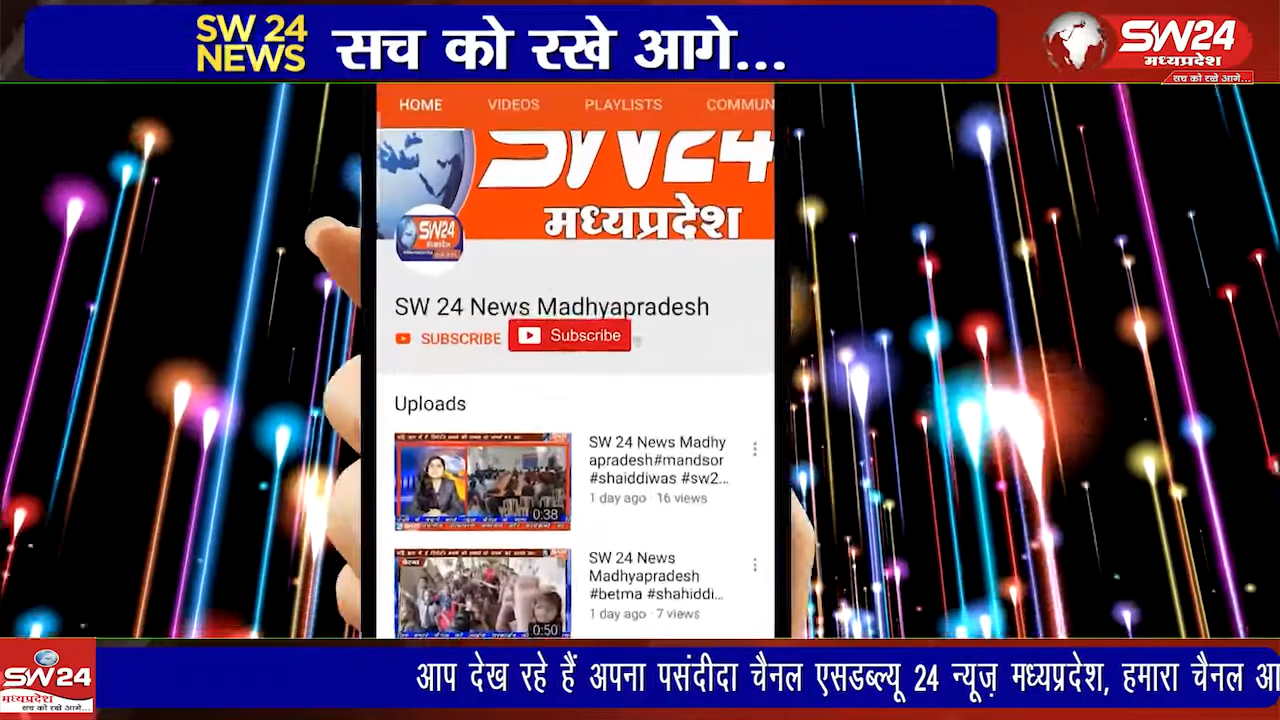 SW 24
NEWS
सच को रखे आगे...
SW24
मध्यप्रदेश
सच को रखे आगे...
HOME VIDEOS PLAYLISTS COMMUN
SW24
मध्यप्रदेश
SW24
SW 24 News Madhyapradesh
SUBSCRIBE Subscribe
Uploads
SW 24 News Madhy
apradesh#mandsor
#shaiddiwas #sw2...
1 day ago · 16 views
0:38
SW 24 News
Madhyapradesh
#betma #shahiddi...
1 day ago · 7 views
बेटमा
0:50
SW24
मध्यप्रदेश
सच को रखे आगे...
आप देख रहे हैं अपना पसंदीदा चैनल एसडब्ल्यू 24 न्यूज़ मध्यप्रदेश, हमारा चैनल आ